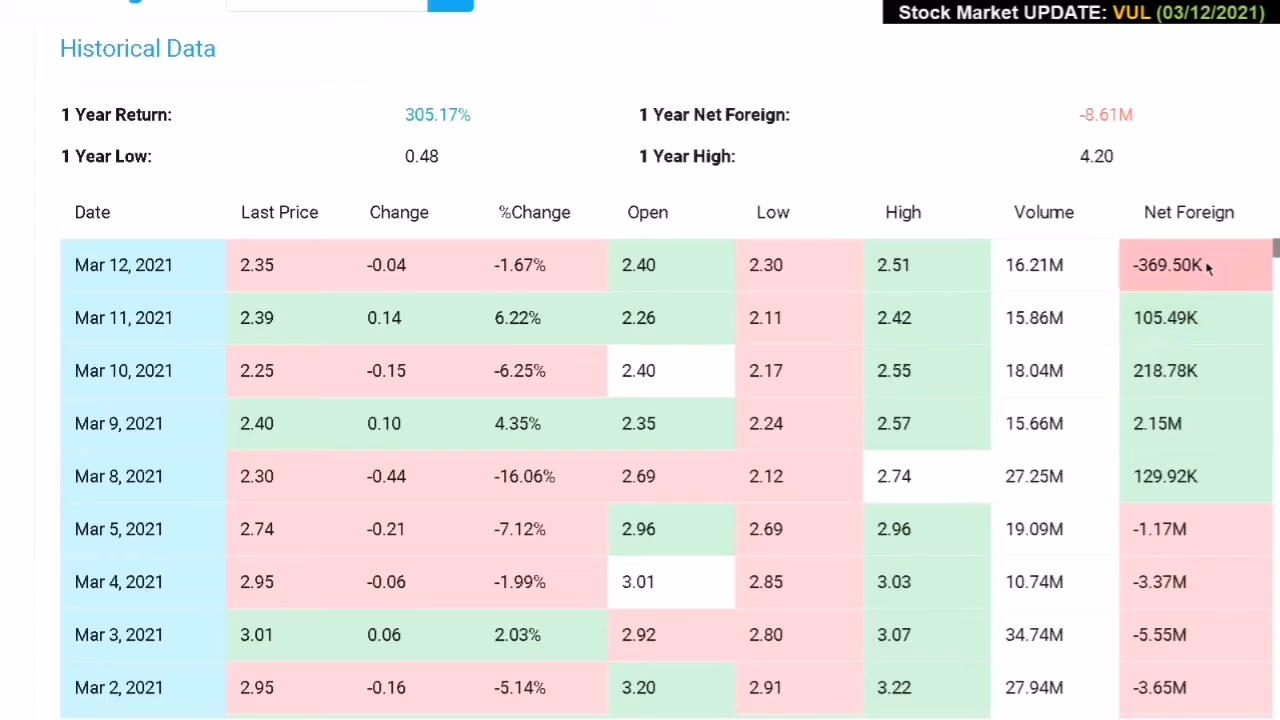 Stock Market UPDATE: VUL (03/12/2021)
Historical Data
1 Year Return: 305.17% 1 Year Net Foreign: -8.61M
1 Year Low: 0.48 1 Year High: 4.20
Date Last Price Change %Change Open Low High Volume Net Foreign
Mar 12, 2021 2.35 -0.04 -1.67% 2.40 2.30 2.51 16.21M -369.50K
Mar 11, 2021 2.39 0.14 6.22% 2.26 2.11 2.42 15.86M 105.49K
Mar 10, 2021 2.25 -0.15 -6.25% 2.40 2.17 2.55 18.04M 218.78K
Mar 9, 2021 2.40 0.10 4.35% 2.35 2.24 2.57 15.66M 2.15M
Mar 8, 2021 2.30 -0.44 -16.06% 2.69 2.12 2.74 27.25M 129.92K
Mar 5, 2021 2.74 -0.21 -7.12% 2.96 2.69 2.96 19.09M -1.17M
Mar 4, 2021 2.95 -0.06 -1.99% 3.01 2.85 3.03 10.74M -3.37M
Mar 3, 2021 3.01 0.06 2.03% 2.92 2.80 3.07 34.74M -5.55M
Mar 2, 2021 2.95 -0.16 -5.14% 3.20 2.91 3.22 27.94M -3.65M